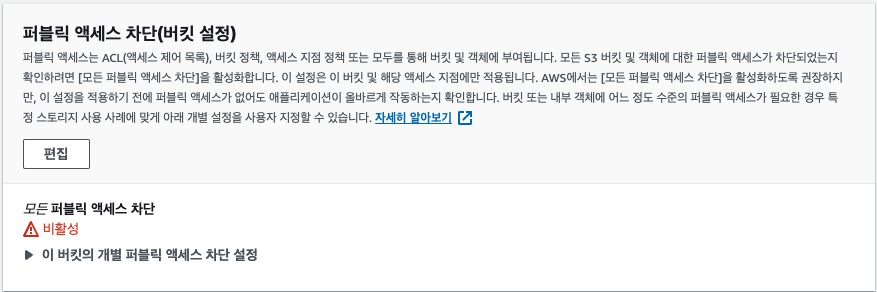 퍼블릭 액세스 차단(버킷 설정)
퍼블릭 액세스는 ACL(액세스 제어 목록), 버킷 정책, 액세스 지점 정책 또는 모두를 통해 버킷 및 객체에 부여됩니다. 모든 S3 버킷 및 객체에 대한 퍼블릭 액세스가 차단되었는지
확인하려면 [모든 퍼블릭 액세스 차단]을 활성화합니다. 이 설정은 이 버킷 및 해당 액세스 지점에만 적용됩니다. AWS에서는 [모든 퍼블릭 액세스 차단]을 활성화하도록 권장하지
만, 이 설정을 적용하기 전에 퍼블릭 액세스가 없어도 애플리케이션이 올바르게 작동하는지 확인합니다. 버킷 또는 내부 객체에 어느 정도 수준의 퍼블릭 액세스가 필요한 경우 특
정 스토리지 사용 사례에 맞게 아래 개별 설정을 사용자 지정할 수 있습니다. 자세히 알아보기
편집
모든 퍼블릭 액세스 차단
비활성
이 버킷의 개별 퍼블릭 액세스 차단 설정